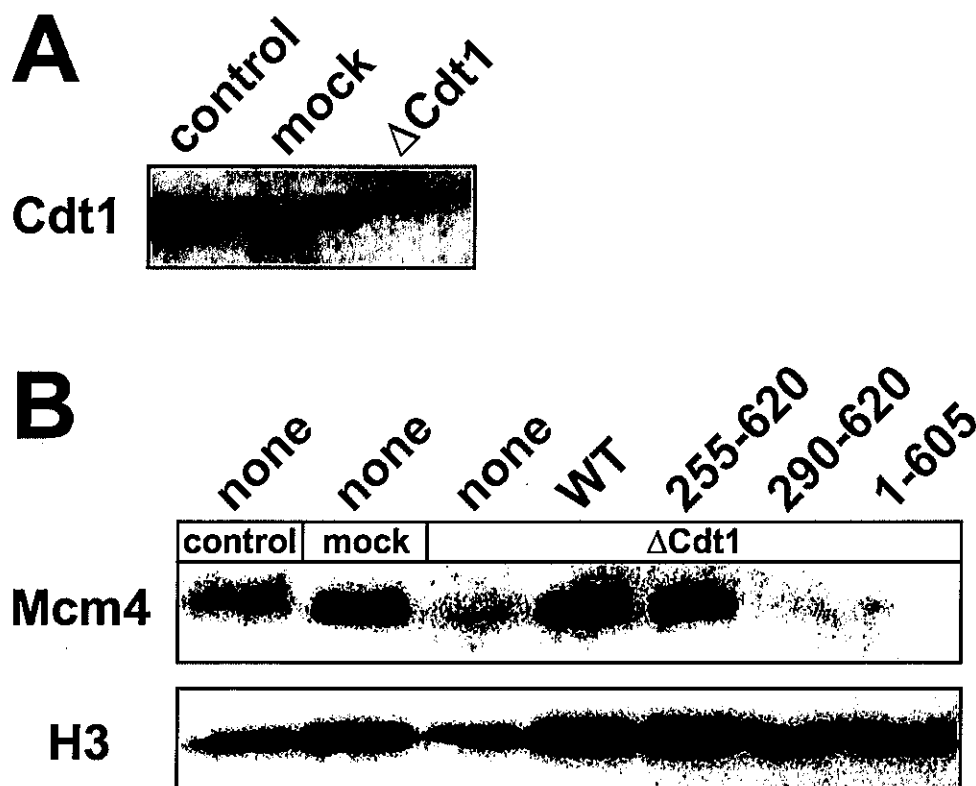 A
control mock ΔCdt1
Cdt1
B
none none none WT 255-620 290-620 1-605
control mock ΔCdt1
Mcm4
H3